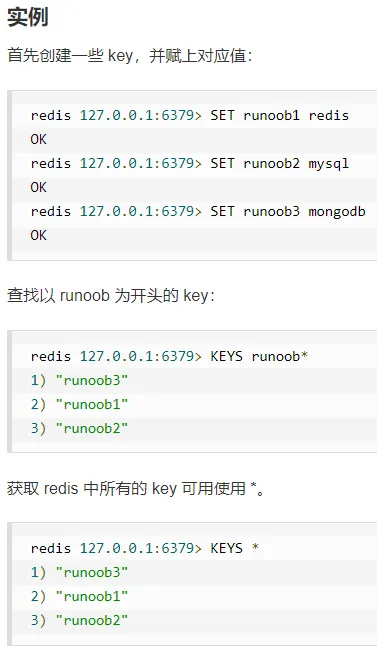 实例
首先创建一些 key，并赋上对应值：
redis 127.0.0.1:6379> SET runoob1 redis
OK
redis 127.0.0.1:6379> SET runoob2 mysql
OK
redis 127.0.0.1:6379> SET runoob3 mongodb
OK
查找以 runoob 为开头的 key：
redis 127.0.0.1:6379> KEYS runoob*
1) "runoob3"
2) "runoob1"
3) "runoob2"
获取 redis 中所有的 key 可用使用 *。
redis 127.0.0.1:6379> KEYS *
1) "runoob3"
2) "runoob1"
3) "runoob2"